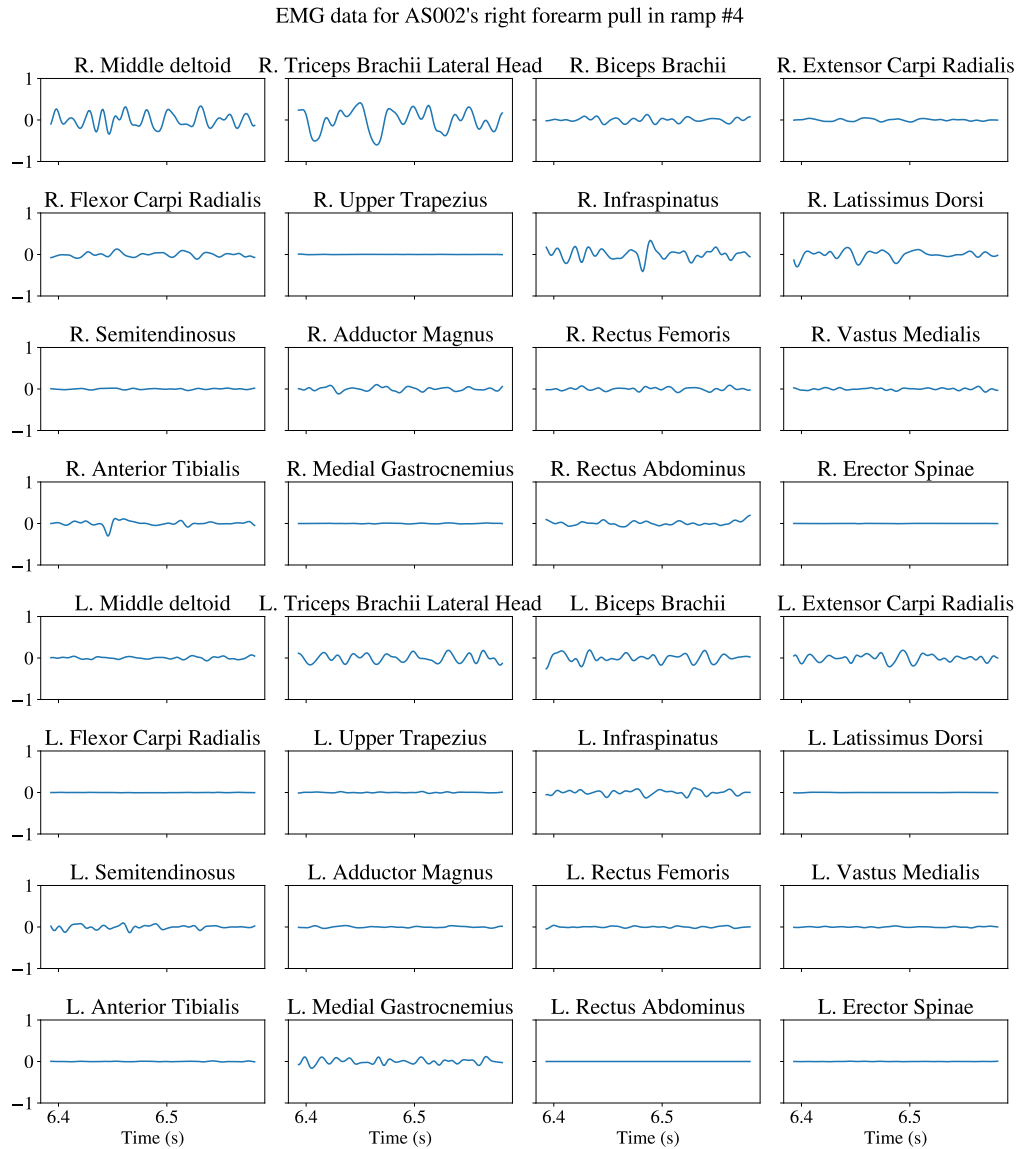 EMG data for AS002's right forearm pull in ramp #4
R. Middle deltoid R. Triceps Brachii Lateral Head R. Biceps Brachii R. Extensor Carpi Radialis
1
0
−1
R. Flexor Carpi Radialis R. Upper Trapezius R. Infraspinatus R. Latissimus Dorsi
1
0
−1
R. Semitendinosus R. Adductor Magnus R. Rectus Femoris R. Vastus Medialis
1
0
−1
R. Anterior Tibialis R. Medial Gastrocnemius R. Rectus Abdominus R. Erector Spinae
1
0
−1
L. Middle deltoid L. Triceps Brachii Lateral Head L. Biceps Brachii L. Extensor Carpi Radialis
1
0
−1
L. Flexor Carpi Radialis L. Upper Trapezius L. Infraspinatus L. Latissimus Dorsi
1
0
−1
L. Semitendinosus L. Adductor Magnus L. Rectus Femoris L. Vastus Medialis
1
0
−1
L. Anterior Tibialis L. Medial Gastrocnemius L. Rectus Abdominus L. Erector Spinae
1
0
−1
6.4 6.5 6.4 6.5 6.4 6.5 6.4 6.5
Time (s) Time (s) Time (s) Time (s)